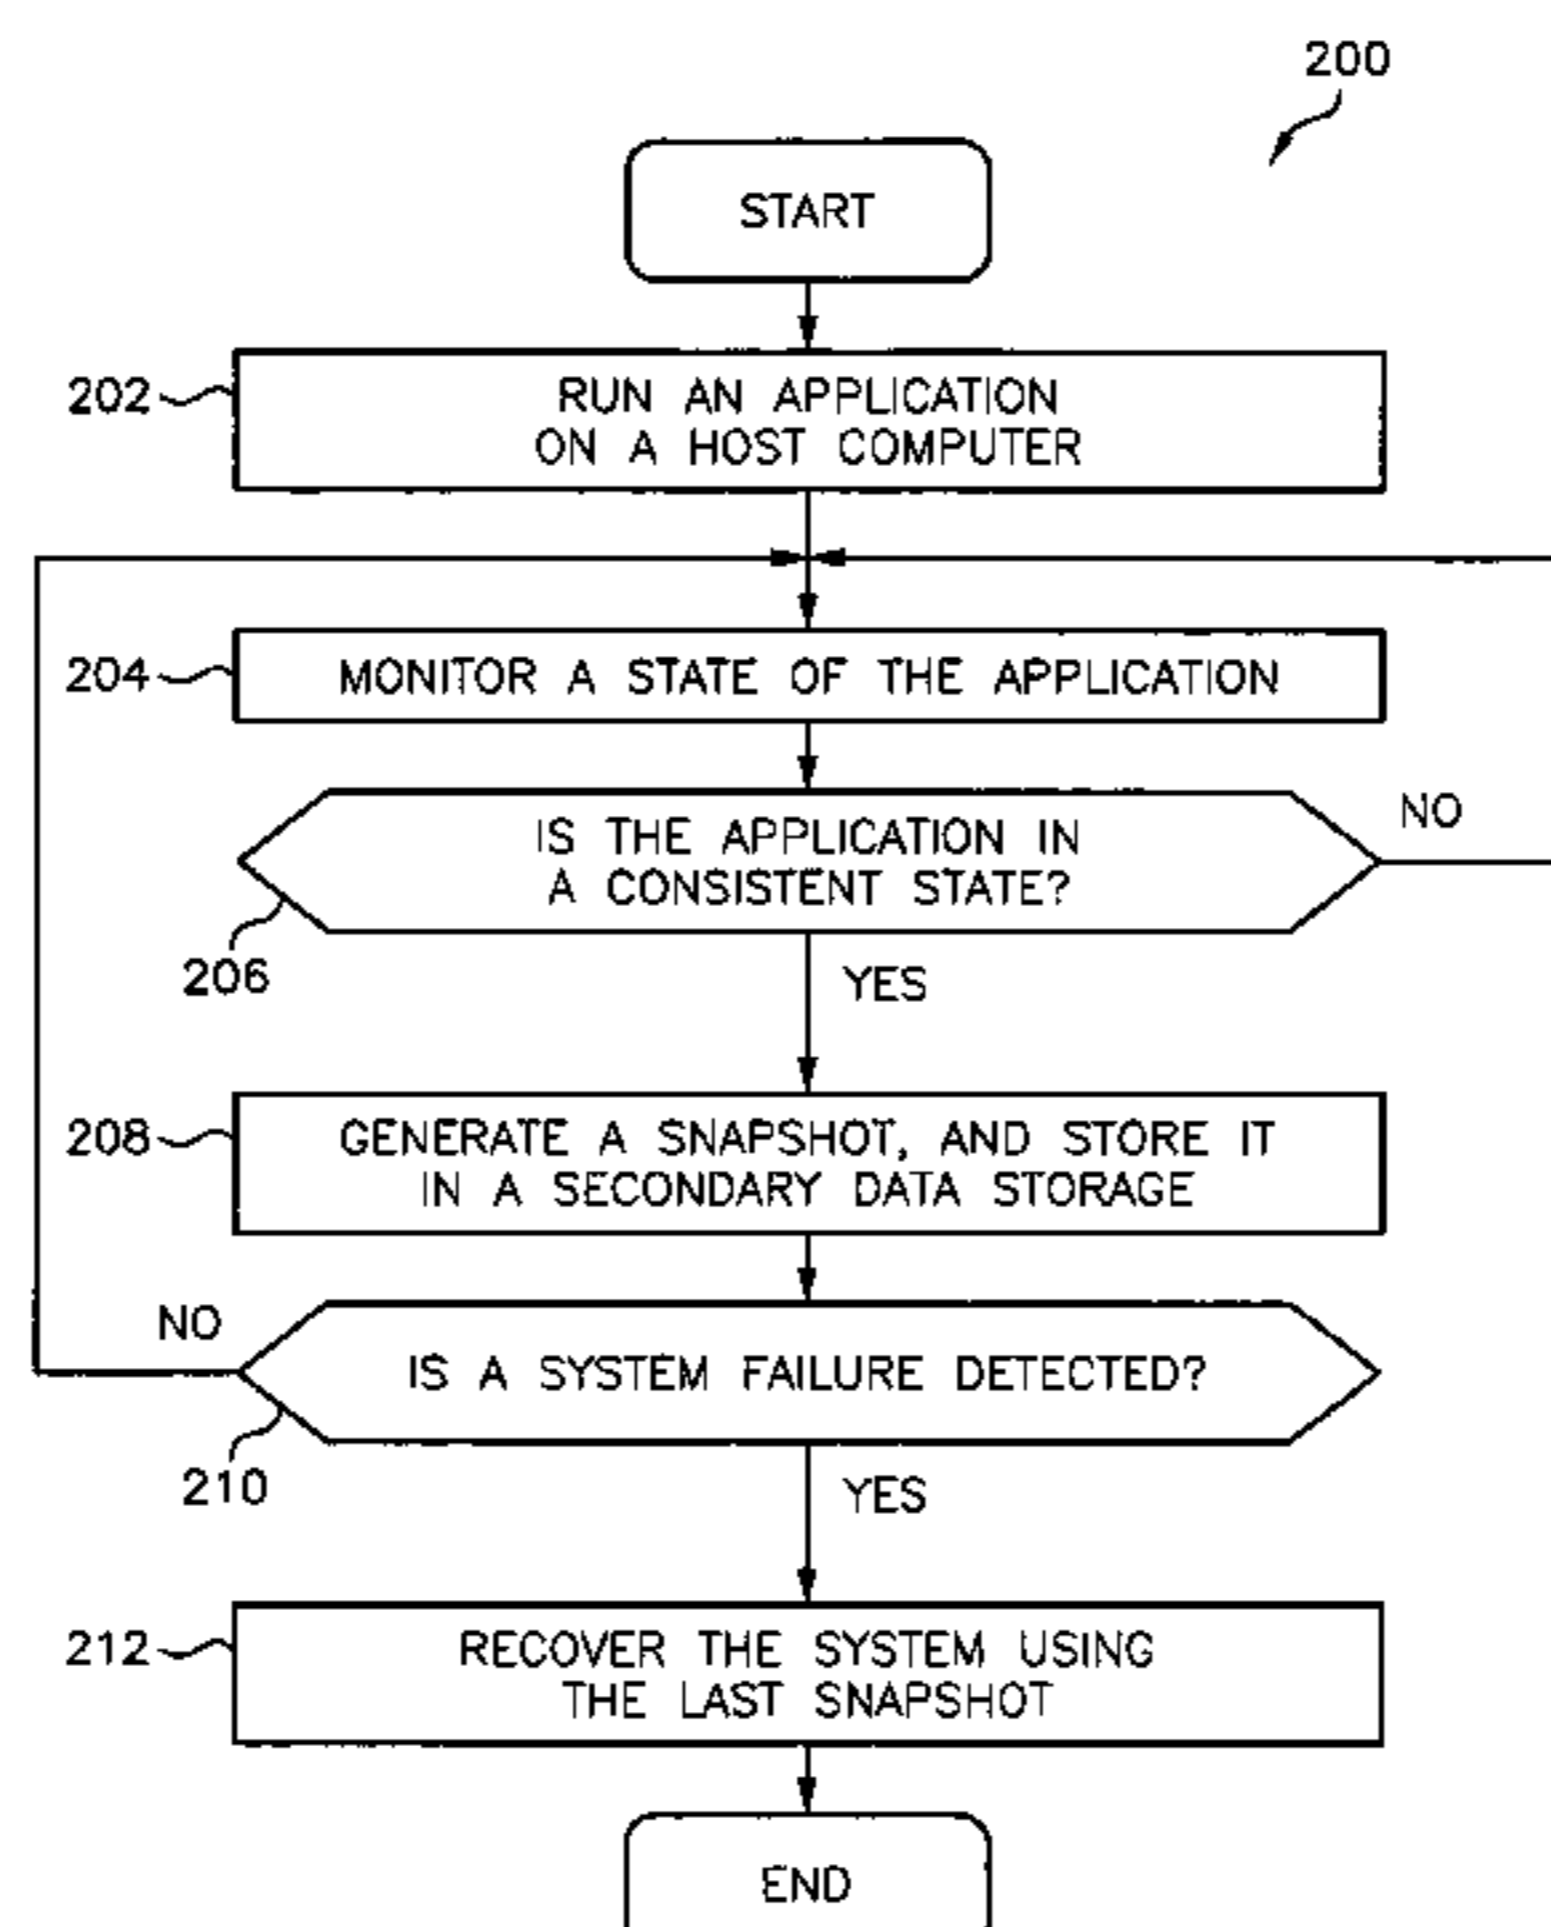 200
START
202
RUN AN APPLICATION
ON A HOST COMPUTER
204
MONITOR A STATE OF THE APPLICATION
IS THE APPLICATION IN
A CONSISTENT STATE?
NO
206
YES
208
GENERATE A SNAPSHOT, AND STORE IT
IN A SECONDARY DATA STORAGE
NO
IS A SYSTEM FAILURE DETECTED?
210
YES
212
RECOVER THE SYSTEM USING
THE LAST SNAPSHOT
END